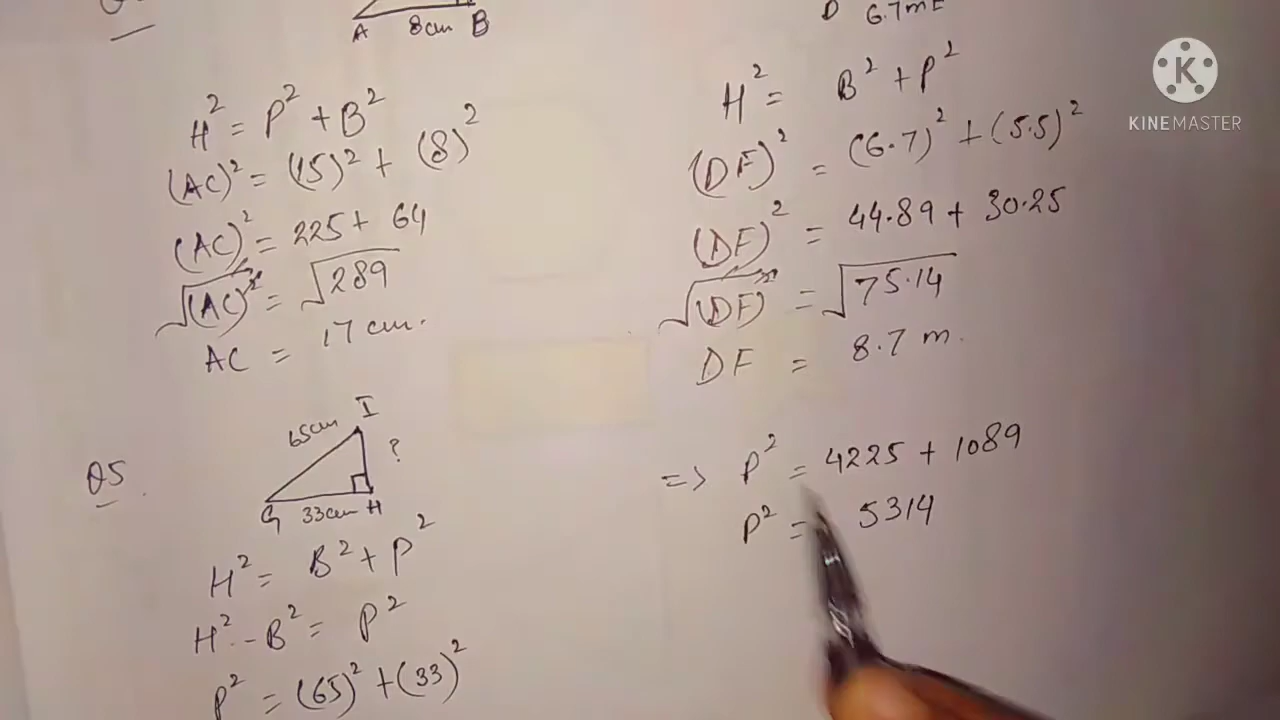 A 8cm B
H² = P² + B²
(AC)² = (15)² + (8)²
(AC)² = 225 + 64
√(AC)² = √289
AC = 17 cm.
D 6.7m E
H² = B² + P²
(DF)² = (6.7)² + (5.5)²
(DF)² = 44.89 + 30.25
√(DF)² = √75.14
DF = 8.7 m.
Q5
65cm I
?
G 33cm H
H² = B² + P²
H² - B² = P²
P² = (65)² + (33)²
=> P² = 4225 + 1089
P² = 5314
K
KINEMASTER